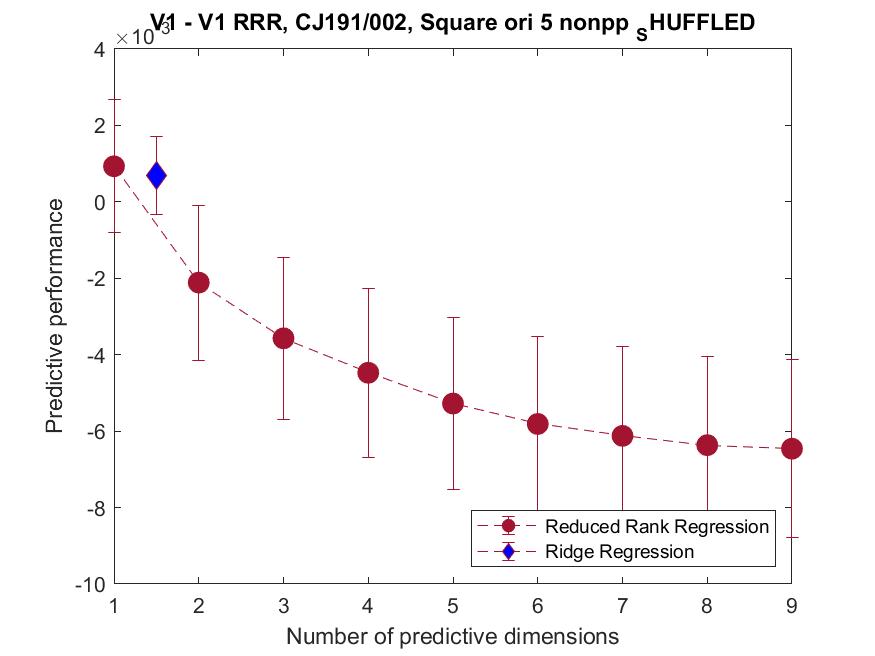 V1 - V1 RRR, CJ191/002, Square ori 5 nonpp SHUFFLED
×10-3
4
2
0
-2
-4
-6
-8
-10
Predictive performance
Reduced Rank Regression
Ridge Regression
1 2 3 4 5 6 7 8 9
Number of predictive dimensions